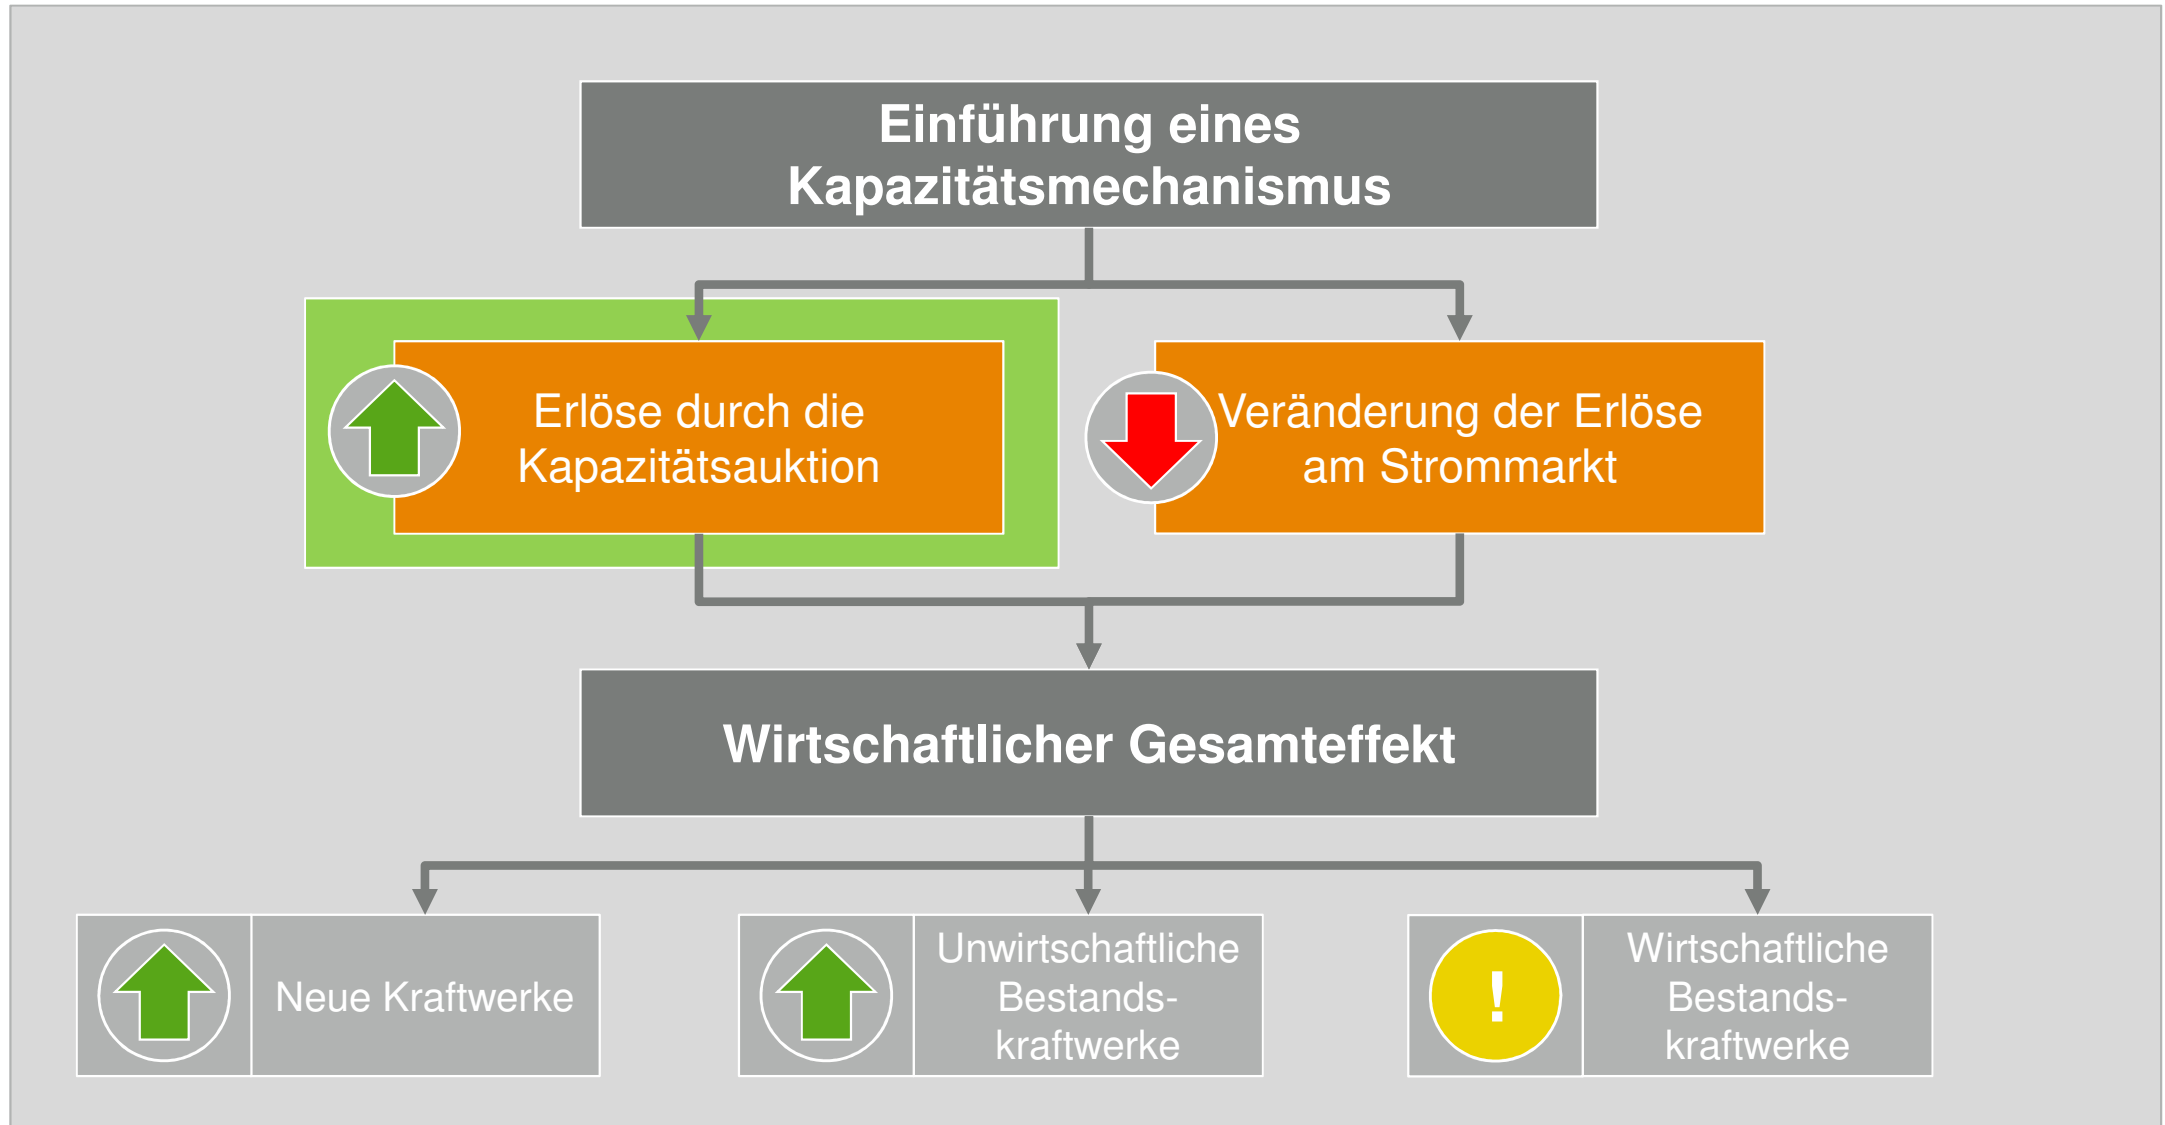 Einführung eines
Kapazitätsmechanismus
Erlöse durch die
Kapazitätsauktion
Veränderung der Erlöse
am Strommarkt
Wirtschaftlicher Gesamteffekt
Neue Kraftwerke
Unwirtschaftliche
Bestands-
kraftwerke
!
Wirtschaftliche
Bestands-
kraftwerke